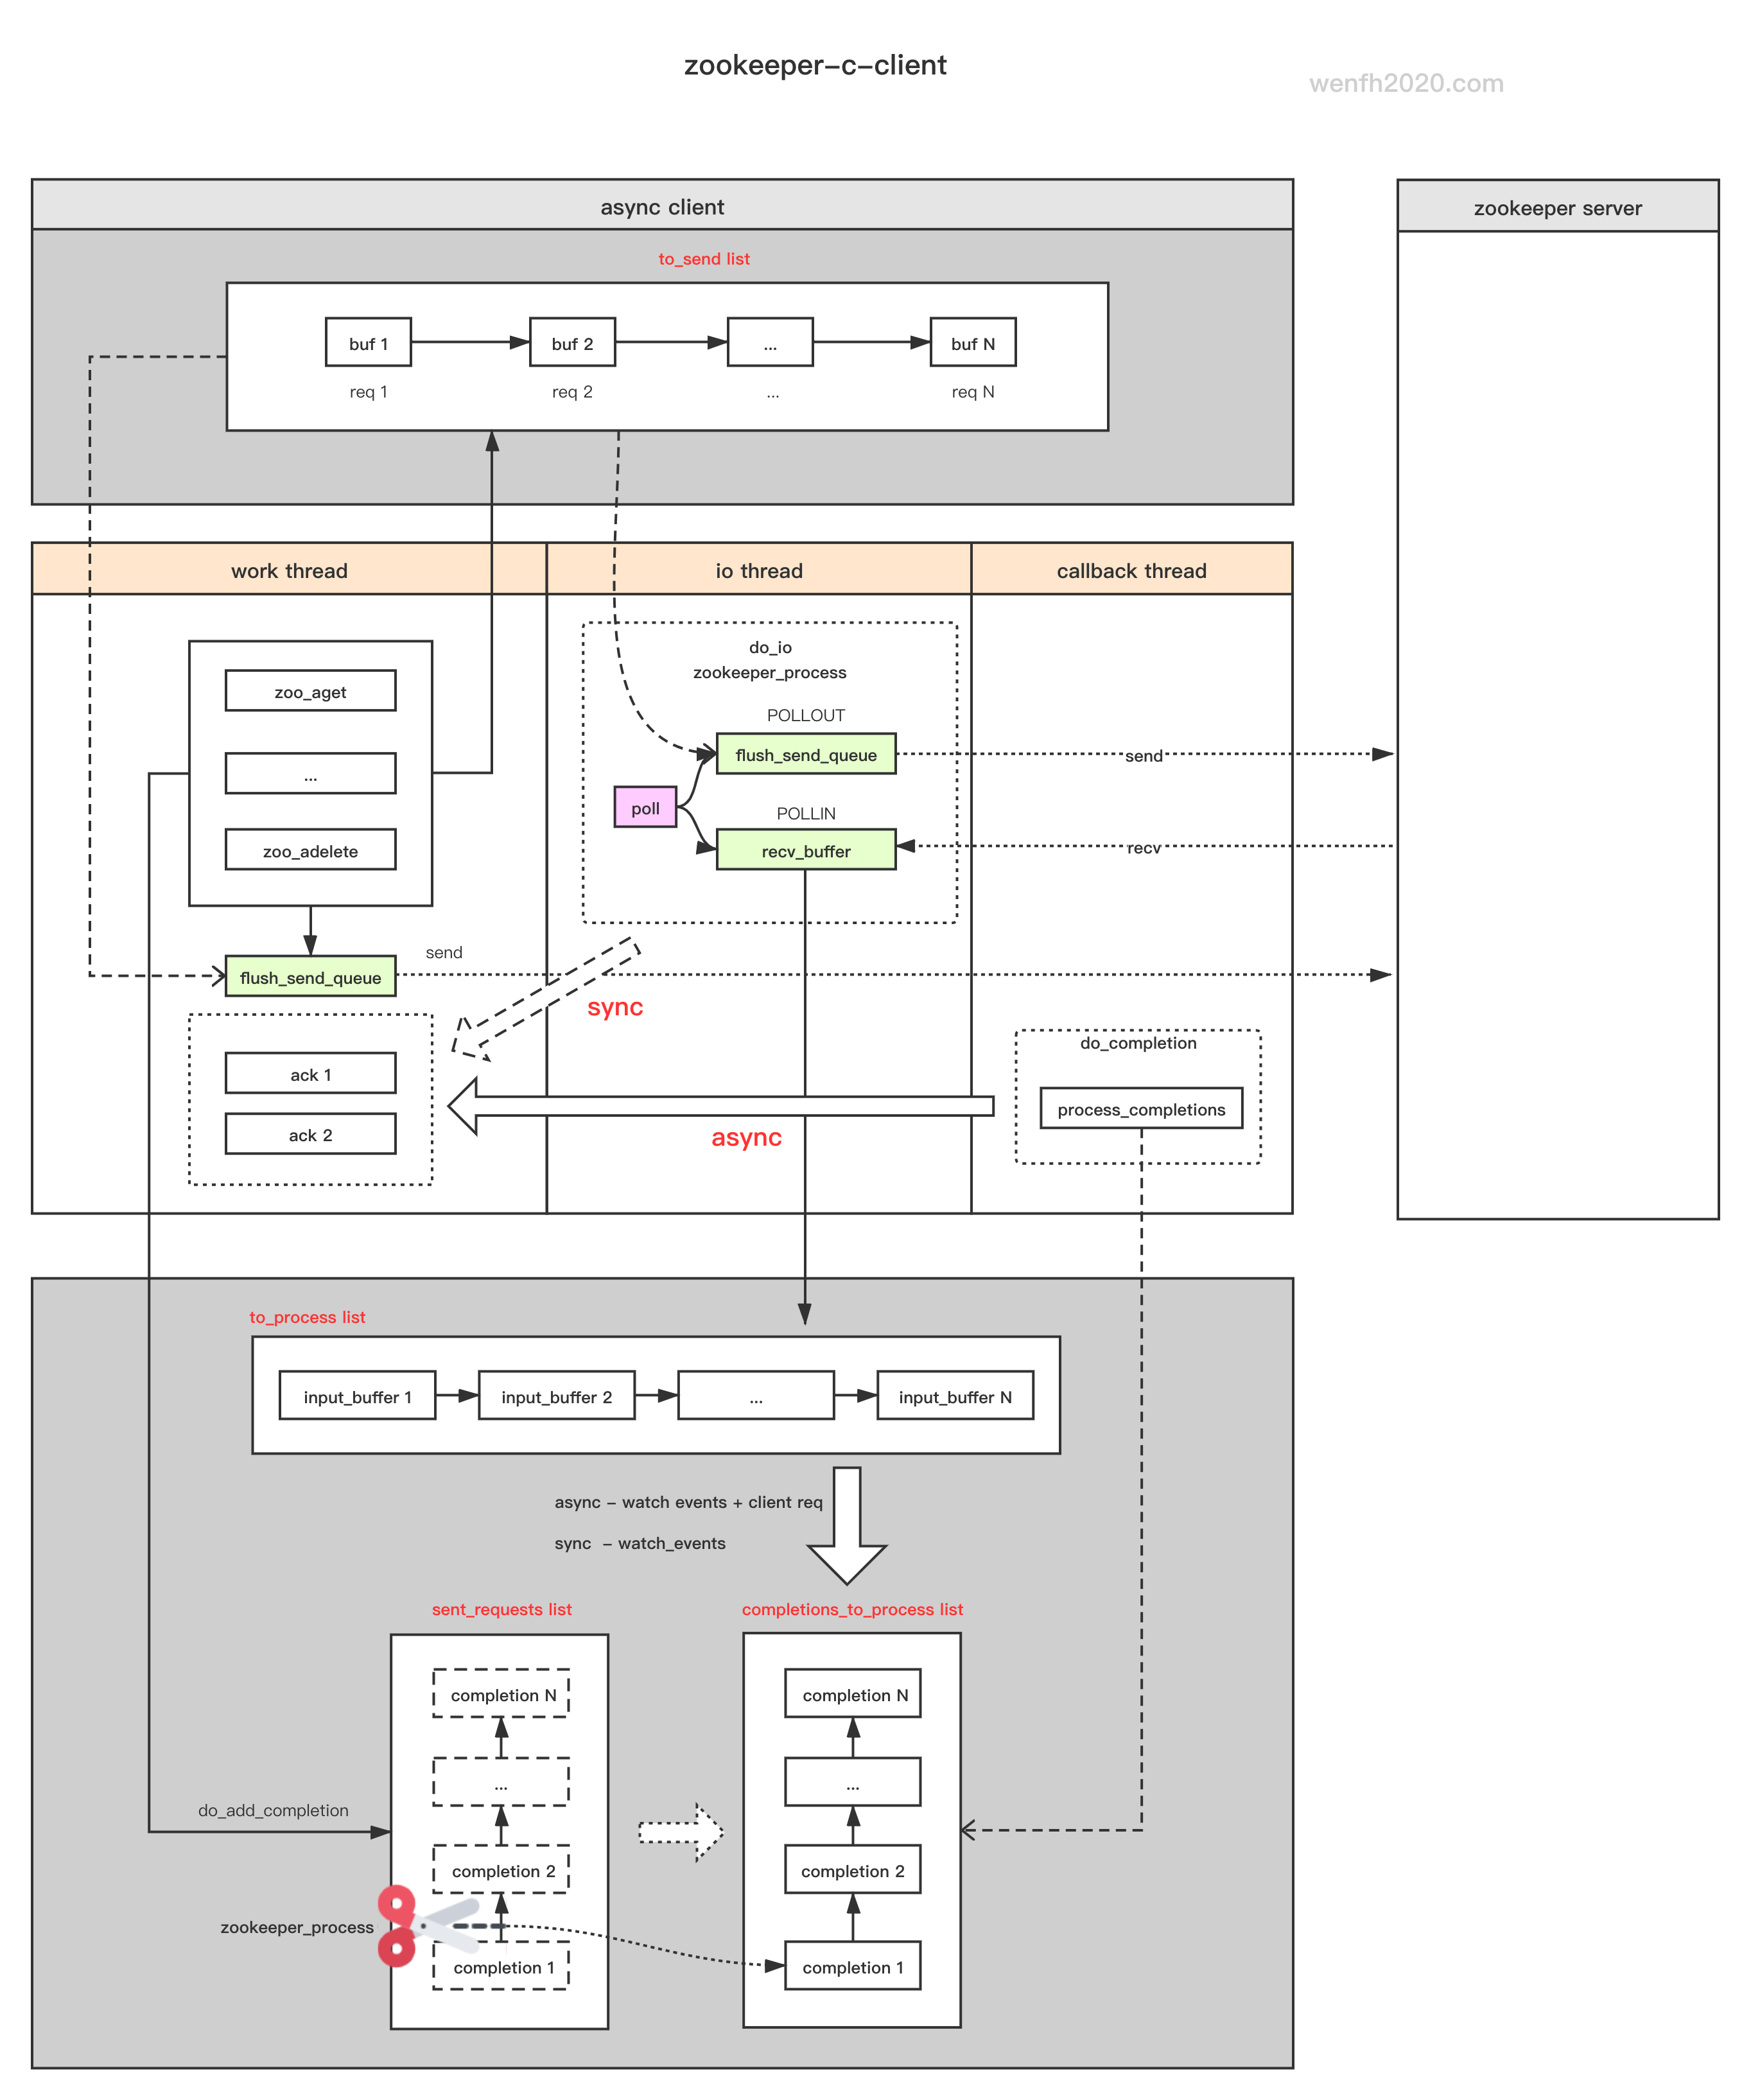 zookeeper-c-client
wenfh2020.com
async client
zookeeper server
to_send list
buf 1
buf 2
...
buf N
req 1
req 2
...
req N
work thread
io thread
callback thread
zoo_aget
...
zoo_adelete
do_io
zookeeper_process
POLLOUT
flush_send_queue
send
poll
POLLIN
recv_buffer
recv
send
flush_send_queue
sync
ack 1
ack 2
do_completion
process_completions
async
to_process list
input_buffer 1
input_buffer 2
...
input_buffer N
async - watch events + client req
sync - watch_events
sent_requests list
completions_to_process list
completion N
...
completion 2
completion 1
completion N
...
completion 2
completion 1
do_add_completion
zookeeper_process